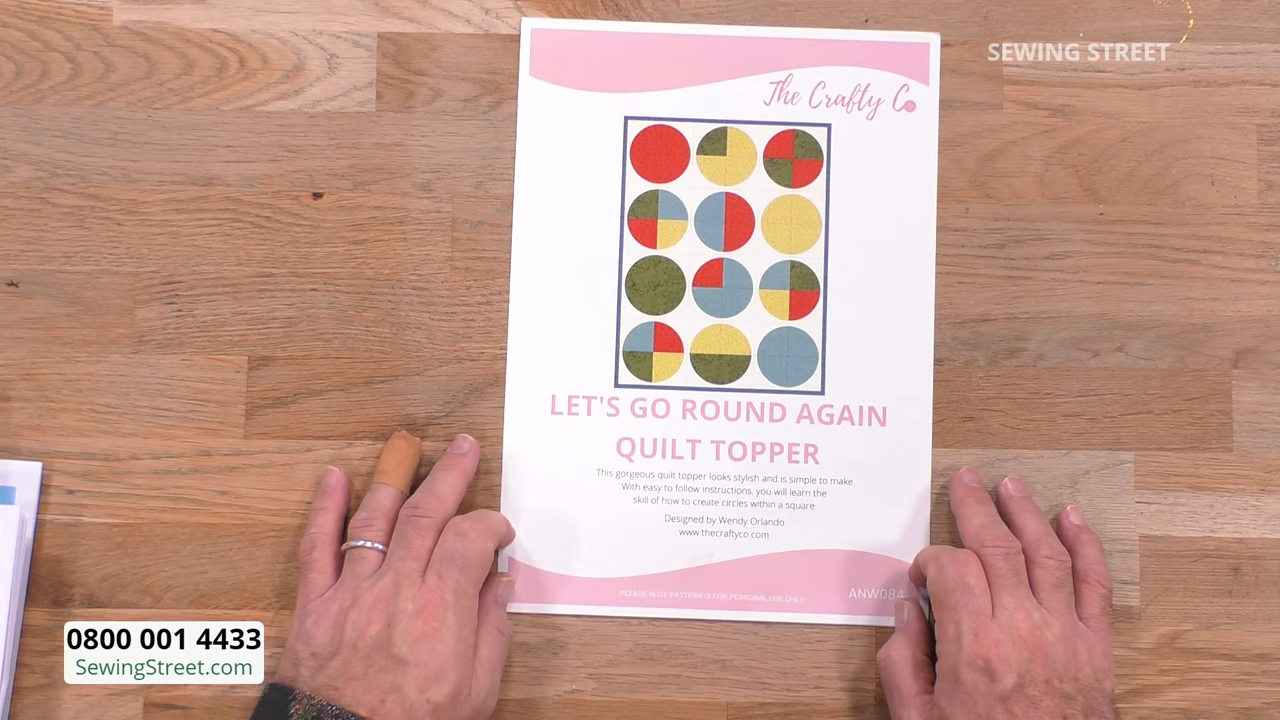 SEWING STREET
The Crafty Co
LET'S GO ROUND AGAIN
QUILT TOPPER
This gorgeous quilt topper looks stylish and is simple to make.
With easy to follow instructions, you will learn the
skill of how to create circles within a square
Designed by Wendy Orlando
www.thecraftyco.com
PLEASE NOTE PATTERN IS FOR PERSONAL USE ONLY
ANW084
0800 001 4433
SewingStreet.com